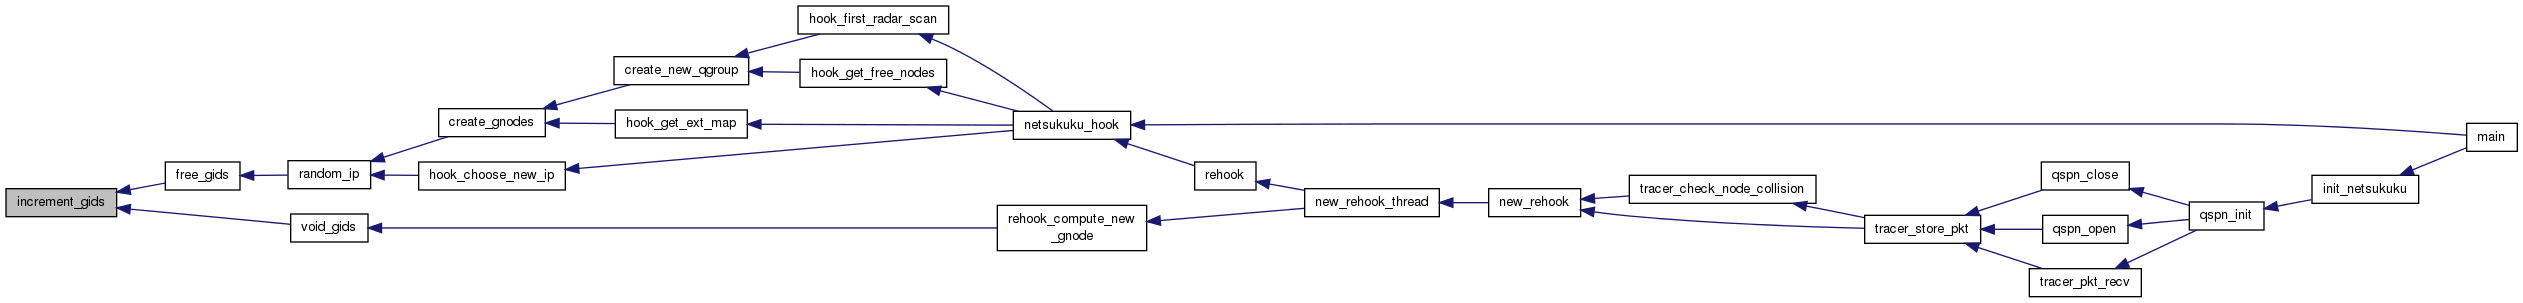 increment_gids
free_gids
void_gids
random_ip
create_gnodes
hook_choose_new_ip
create_new_qgroup
hook_get_ext_map
hook_first_radar_scan
hook_get_free_nodes
netsukuku_hook
rehook_compute_new
_gnode
rehook
new_rehook_thread
new_rehook
tracer_check_node_collision
tracer_store_pkt
qspn_close
qspn_open
tracer_pkt_recv
qspn_init
init_netsukuku
main